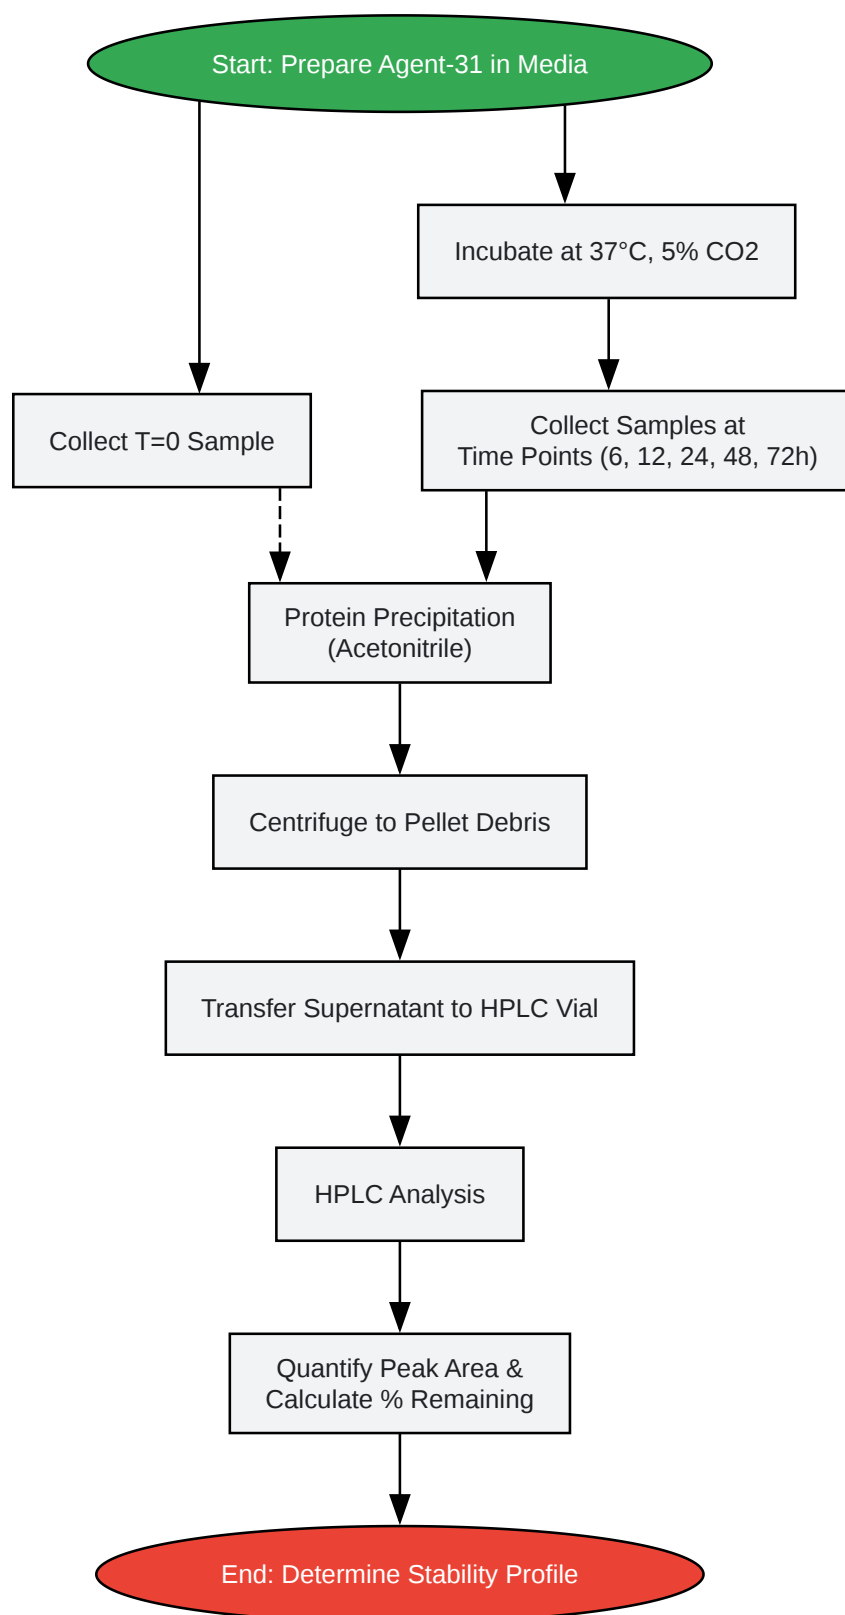 Start: Prepare Agent-31 in Media
Incubate at 37°C, 5% CO2
Collect T=0 Sample
Collect Samples at
Time Points (6, 12, 24, 48, 72h)
Protein Precipitation
(Acetonitrile)
Centrifuge to Pellet Debris
Transfer Supernatant to HPLC Vial
HPLC Analysis
Quantify Peak Area &
Calculate % Remaining
End: Determine Stability Profile